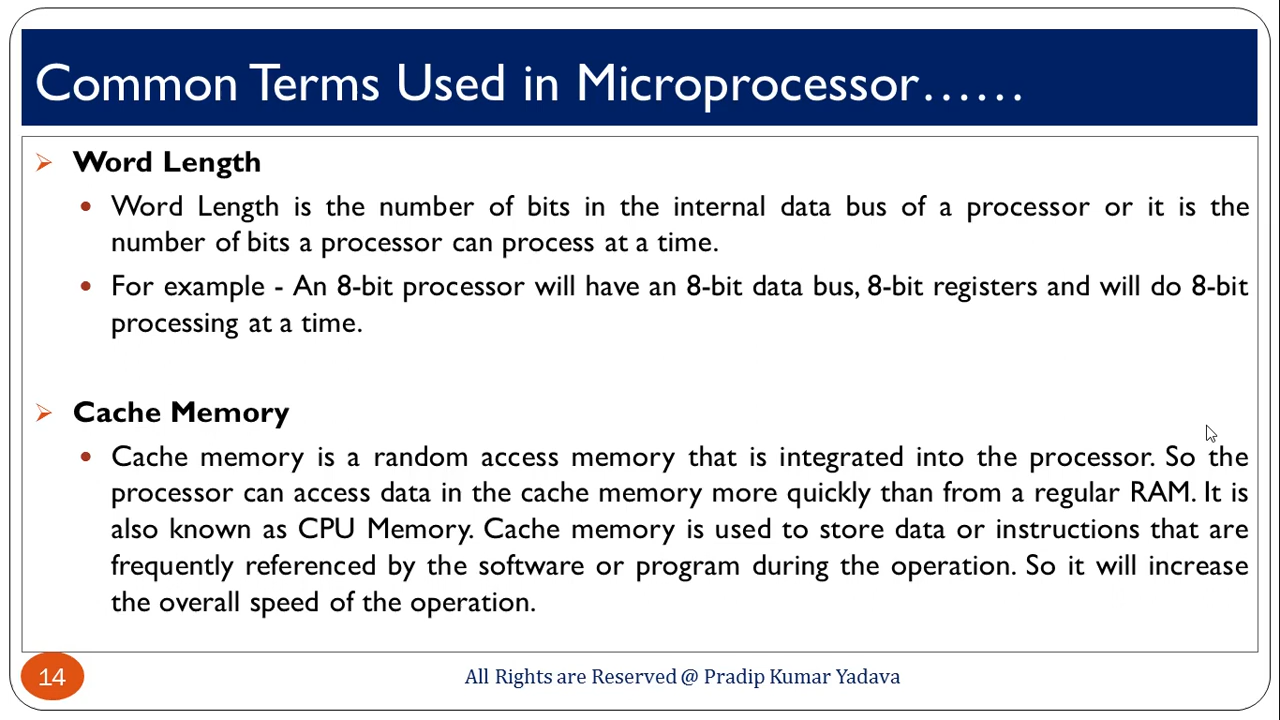 Common Terms Used in Microprocessor……
Word Length
Word Length is the number of bits in the internal data bus of a processor or it is the
number of bits a processor can process at a time.
For example - An 8-bit processor will have an 8-bit data bus, 8-bit registers and will do 8-bit
processing at a time.
Cache Memory
Cache memory is a random access memory that is integrated into the processor. So the
processor can access data in the cache memory more quickly than from a regular RAM. It is
also known as CPU Memory. Cache memory is used to store data or instructions that are
frequently referenced by the software or program during the operation. So it will increase
the overall speed of the operation.
14
All Rights are Reserved @ Pradip Kumar Yadava